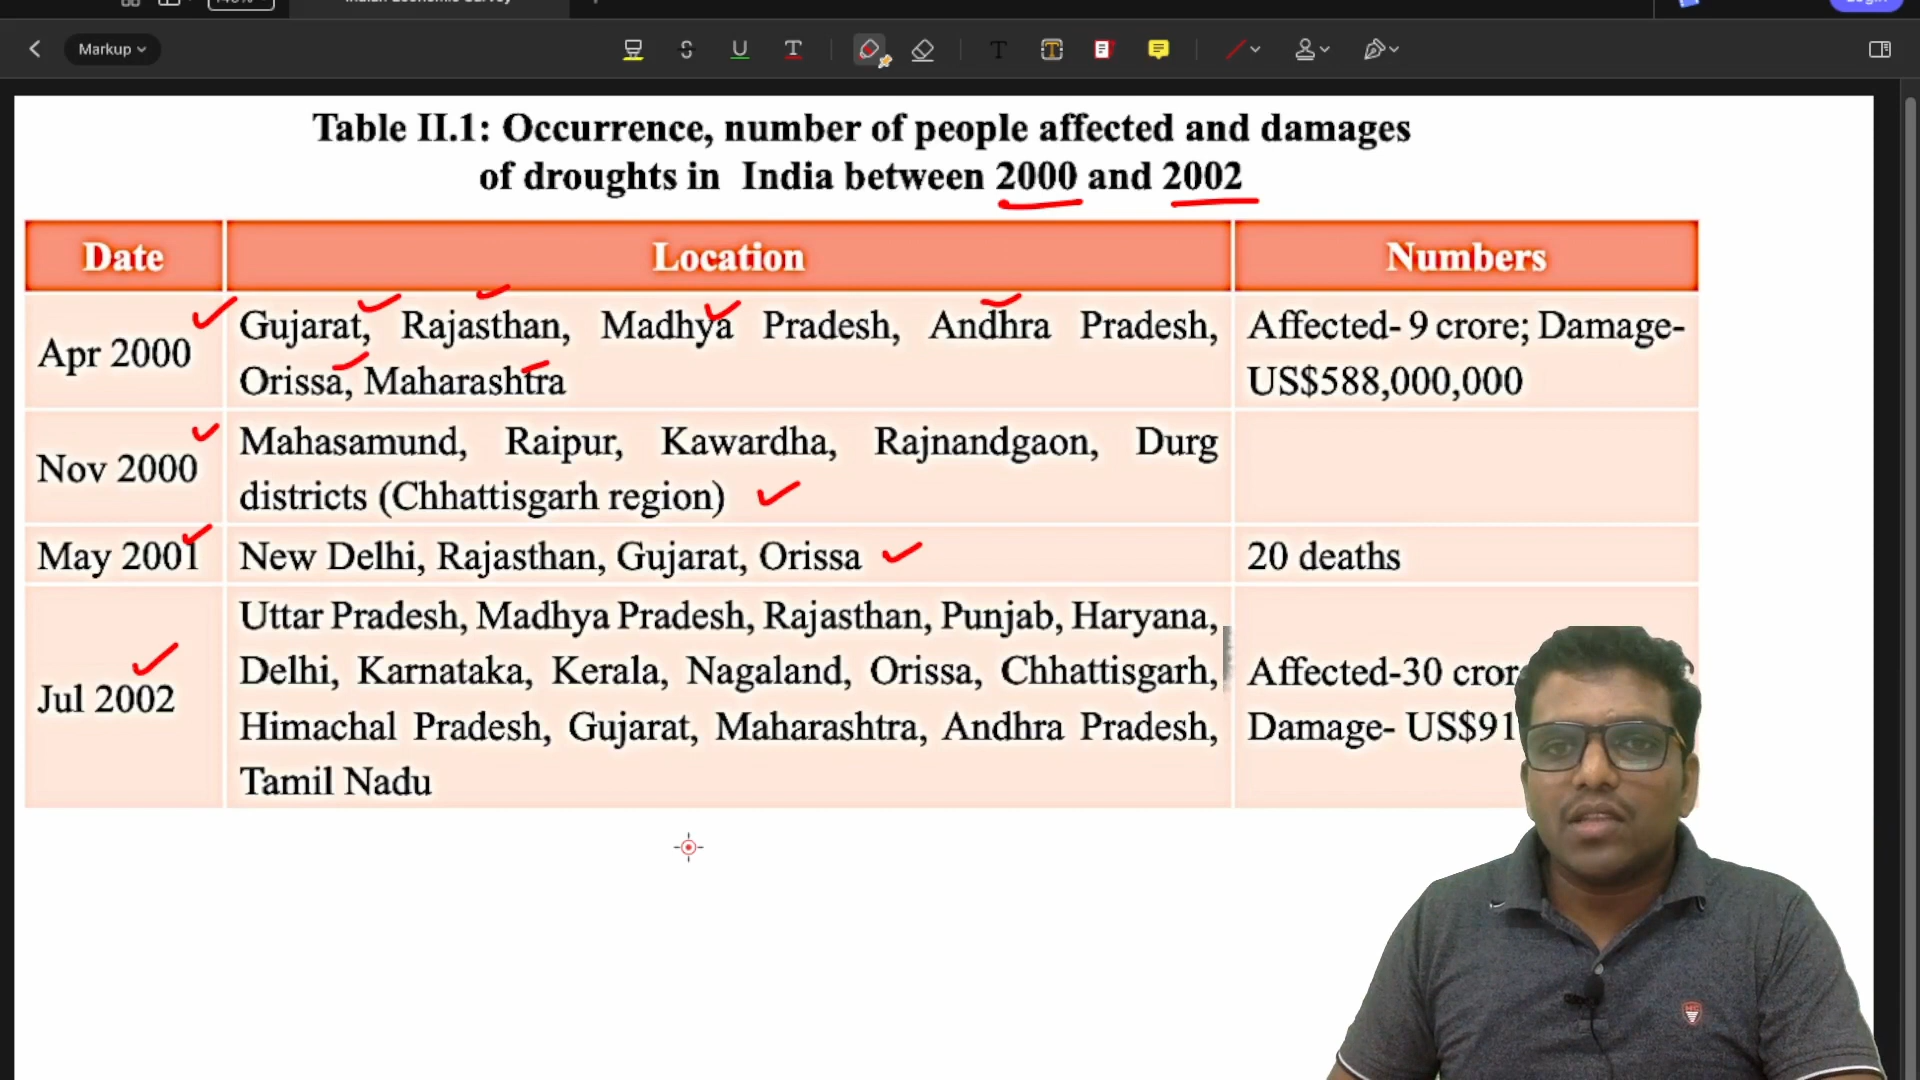 Markup
Table II.1: Occurrence, number of people affected and damages
of droughts in India between 2000 and 2002
Date
Location
Numbers
Apr 2000
Gujarat, Rajasthan, Madhya Pradesh, Andhra Pradesh,
Orissa, Maharashtra
Affected- 9 crore; Damage-
US$588,000,000
Nov 2000
Mahasamund, Raipur, Kawardha, Rajnandgaon, Durg
districts (Chhattisgarh region)
May 2001
New Delhi, Rajasthan, Gujarat, Orissa
20 deaths
Jul 2002
Uttar Pradesh, Madhya Pradesh, Rajasthan, Punjab, Haryana,
Delhi, Karnataka, Kerala, Nagaland, Orissa, Chhattisgarh,
Himachal Pradesh, Gujarat, Maharashtra, Andhra Pradesh,
Tamil Nadu
Affected-30
Damage-